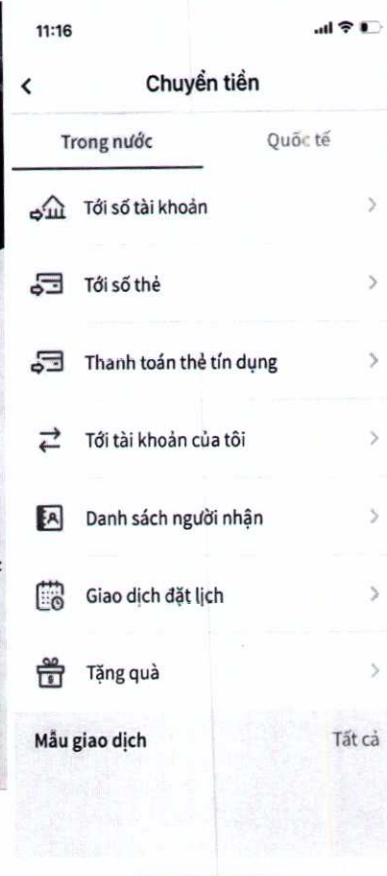 11:16
Chuyển tiền
Trong nước Quốc tế
Tới số tài khoản
Tới số thẻ
Thanh toán thẻ tín dụng
Tới tài khoản của tôi
Danh sách người nhận
Giao dịch đặt lịch
Tặng quà
Mẫu giao dịch Tất cả